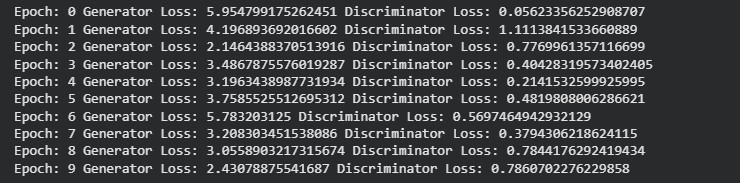 Epoch: 0 Generator Loss: 5.954799175262451 Discriminator Loss: 0.05623356252908707
Epoch: 1 Generator Loss: 4.196893692016602 Discriminator Loss: 1.1113841533660889
Epoch: 2 Generator Loss: 2.1464388370513916 Discriminator Loss: 0.7769961357116699
Epoch: 3 Generator Loss: 3.4867875576019287 Discriminator Loss: 0.40428319573402405
Epoch: 4 Generator Loss: 3.1963438987731934 Discriminator Loss: 0.2141532599925995
Epoch: 5 Generator Loss: 3.7585525512695312 Discriminator Loss: 0.4819808006286621
Epoch: 6 Generator Loss: 5.783203125 Discriminator Loss: 0.5697464942932129
Epoch: 7 Generator Loss: 3.208303451538086 Discriminator Loss: 0.3794306218624115
Epoch: 8 Generator Loss: 3.0558903217315674 Discriminator Loss: 0.7844176292419434
Epoch: 9 Generator Loss: 2.43078875541687 Discriminator Loss: 0.7860702276229858